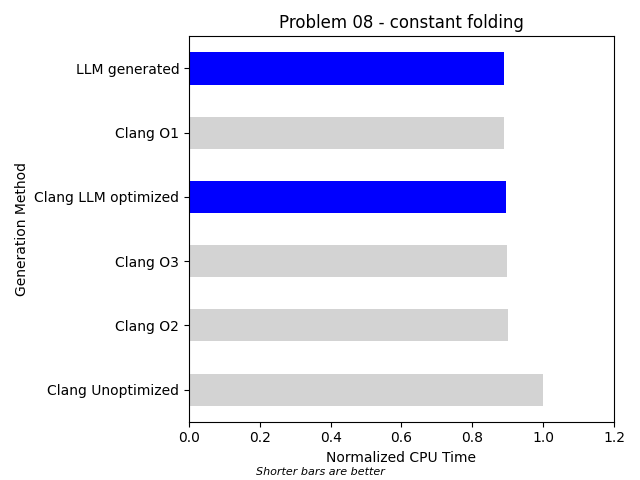 Problem 08 - constant folding
Generation Method
LLM generated
Clang O1
Clang LLM optimized
Clang O3
Clang O2
Clang Unoptimized
0.0 0.2 0.4 0.6 0.8 1.0 1.2
Normalized CPU Time
Shorter bars are better